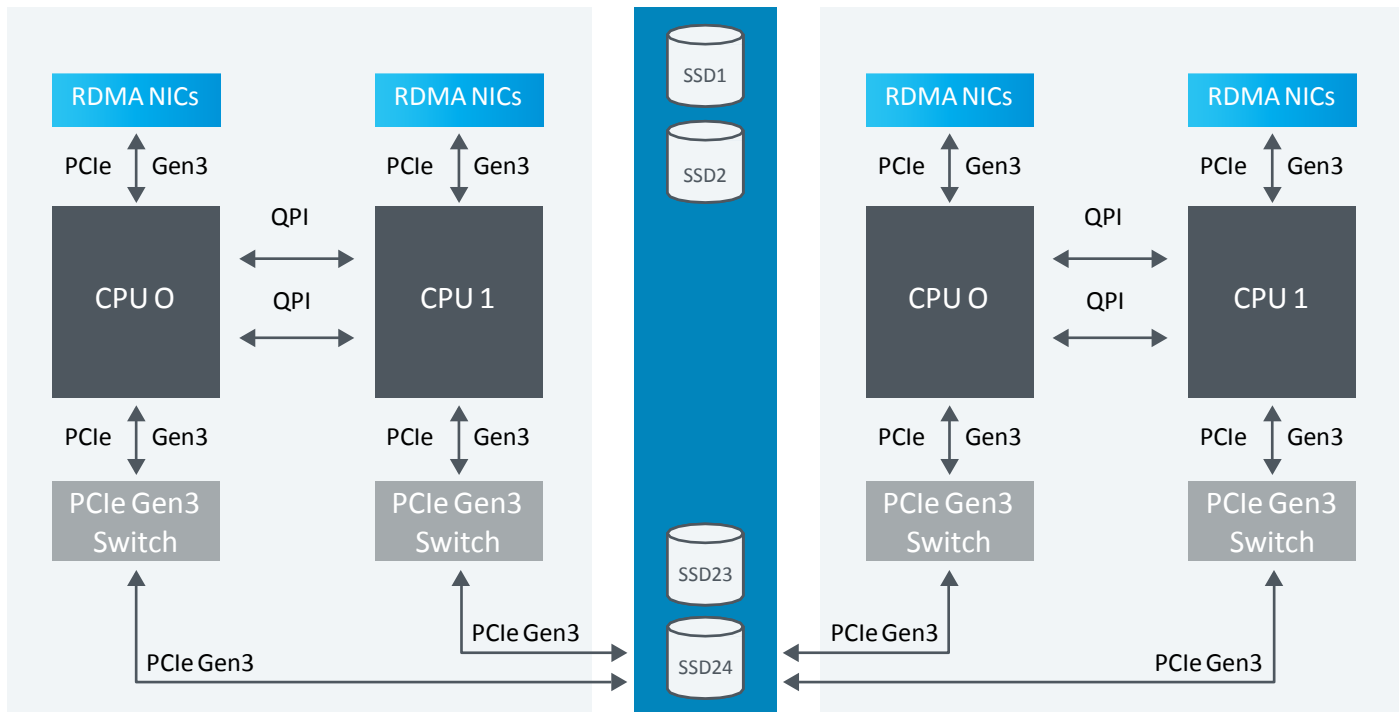 RDMA NICs
RDMA NICs
SSD1
RDMA NICs
RDMA NICs
PCIe Gen3
PCIe Gen3
SSD2
PCIe Gen3
PCIe Gen3
QPI
QPI
CPU O
QPI
CPU 1
CPU O
QPI
CPU 1
PCIe Gen3
PCIe Gen3
PCIe Gen3
PCIe Gen3
PCIe Gen3
Switch
PCIe Gen3
Switch
PCIe Gen3
Switch
PCIe Gen3
Switch
SSD23
PCIe Gen3
PCIe Gen3
PCIe Gen3
SSD24
PCIe Gen3